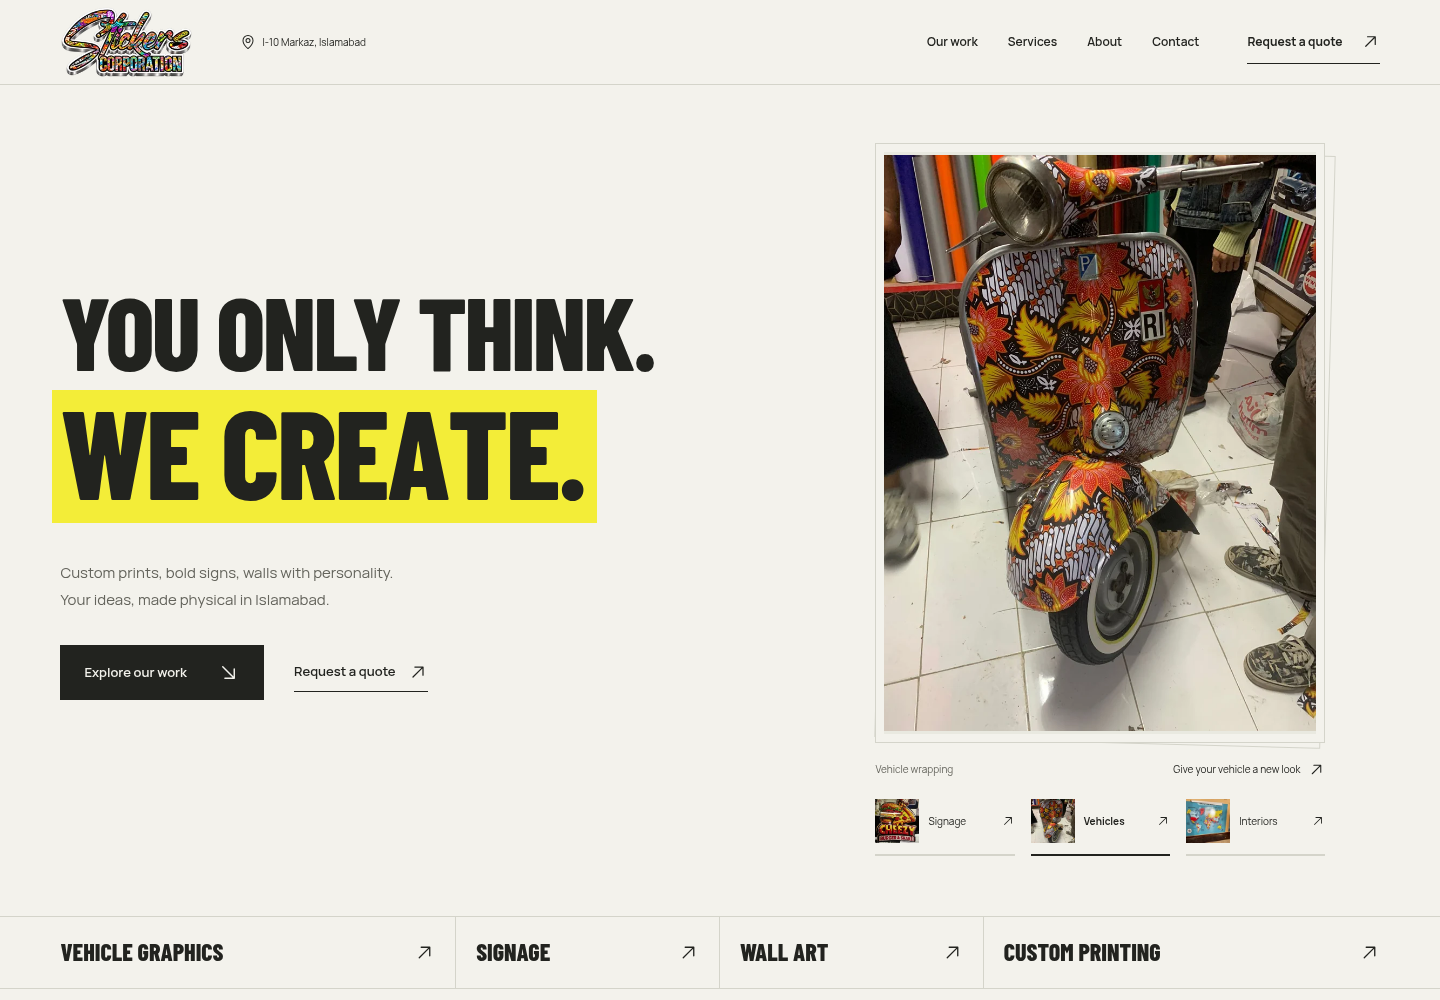 Stickers
CORPORATION
I-10 Markaz, Islamabad
Our work
Services
About
Contact
Request a quote
YOU ONLY THINK.
WE CREATE.
Custom prints, bold signs, walls with personality.
Your ideas, made physical in Islamabad.
Explore our work
Request a quote
P
RI
Vehicle wrapping
Give your vehicle a new look
CHEEZY
Signage
Vehicles
Interiors
VEHICLE GRAPHICS
SIGNAGE
WALL ART
CUSTOM PRINTING